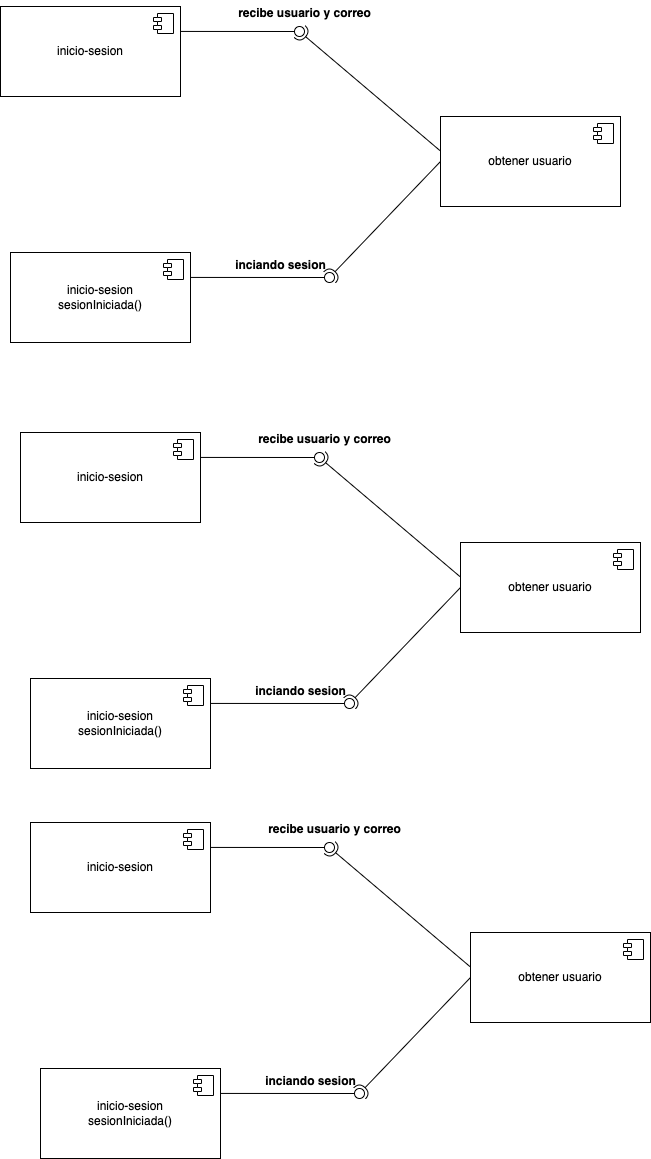 recibe usuario y correo
inicio-sesion
obtener usuario
inciando sesion
inicio-sesion
sesionIniciada()
recibe usuario y correo
inicio-sesion
obtener usuario
inciando sesion
inicio-sesion
sesionIniciada()
recibe usuario y correo
inicio-sesion
obtener usuario
inciando sesion
inicio-sesion
sesionIniciada()